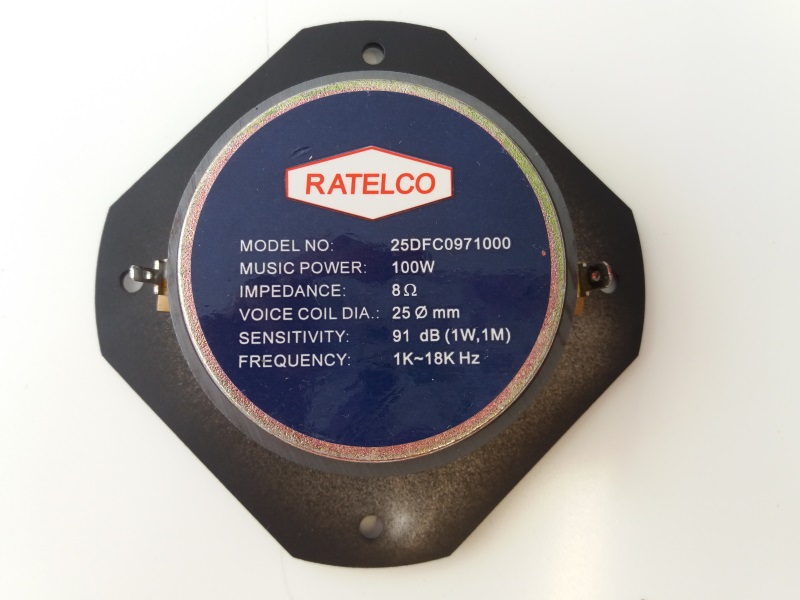 RATELCO
MODEL NO: 25DFC0971000
MUSIC POWER: 100W
IMPEDANCE: 8Ω
VOICE COIL DIA.: 25 Ø mm
SENSITIVITY: 91 dB (1W,1M)
FREQUENCY: 1K~18K Hz